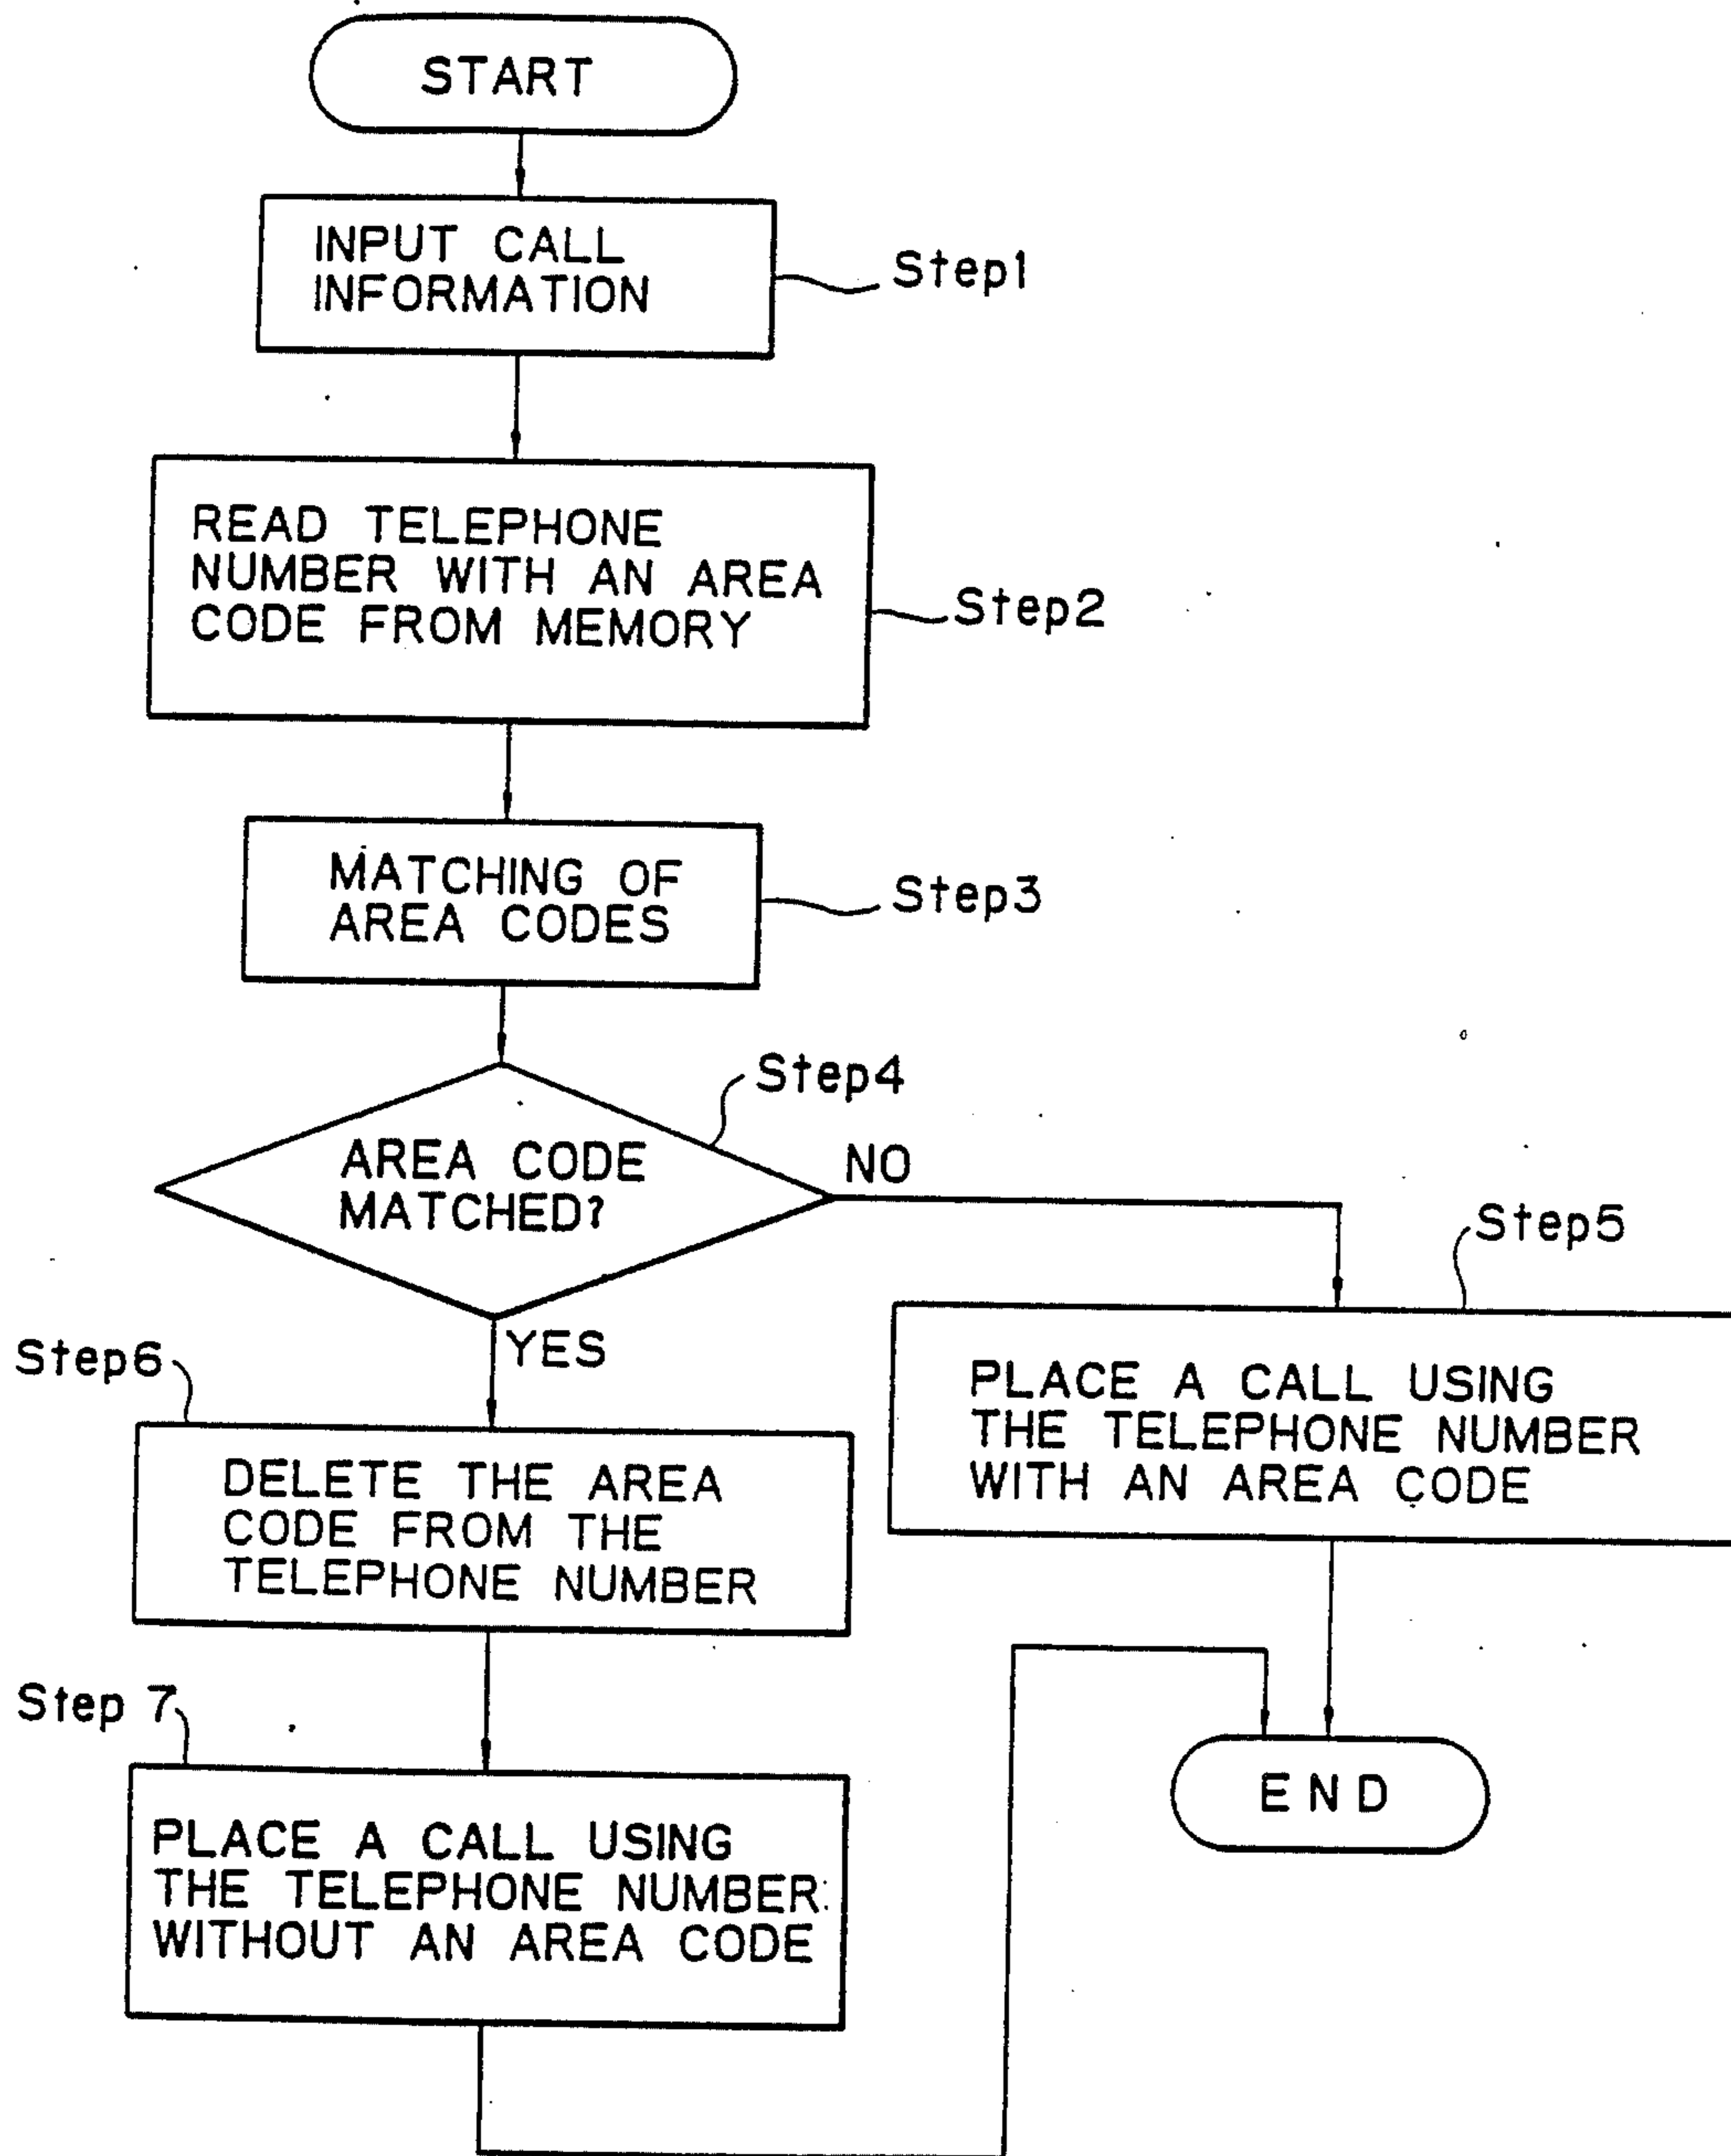 START
INPUT CALL
INFORMATION
Step1
READ TELEPHONE
NUMBER WITH AN AREA
CODE FROM MEMORY
Step2
MATCHING OF
AREA CODES
Step3
Step4
AREA CODE
MATCHED?
NO
YES
Step5
PLACE A CALL USING
THE TELEPHONE NUMBER
WITH AN AREA CODE
Step6
DELETE THE AREA
CODE FROM THE
TELEPHONE NUMBER
Step 7
PLACE A CALL USING
THE TELEPHONE NUMBER
WITHOUT AN AREA CODE
END